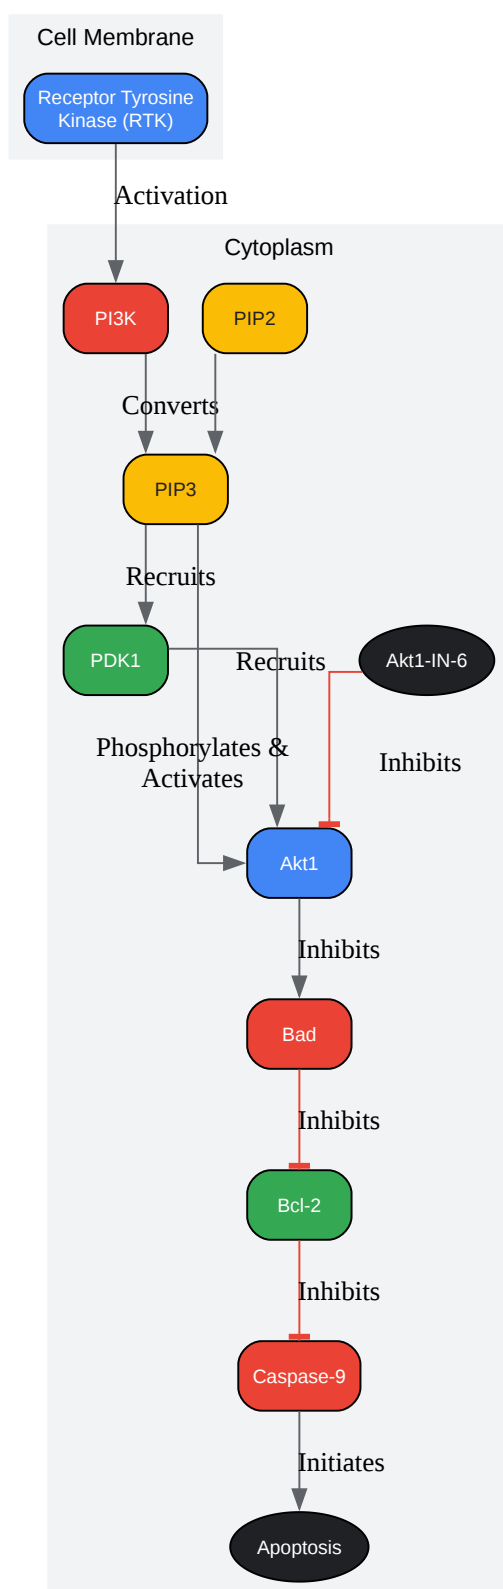 Cell Membrane
Receptor Tyrosine
Kinase (RTK)
Activation
Cytoplasm
PI3K
PIP2
Converts
PIP3
Recruits
PDK1
Recruits
Akt1-IN-6
Phosphorylates &
Activates
Inhibits
Akt1
Inhibits
Bad
Inhibits
Bcl-2
Inhibits
Caspase-9
Initiates
Apoptosis